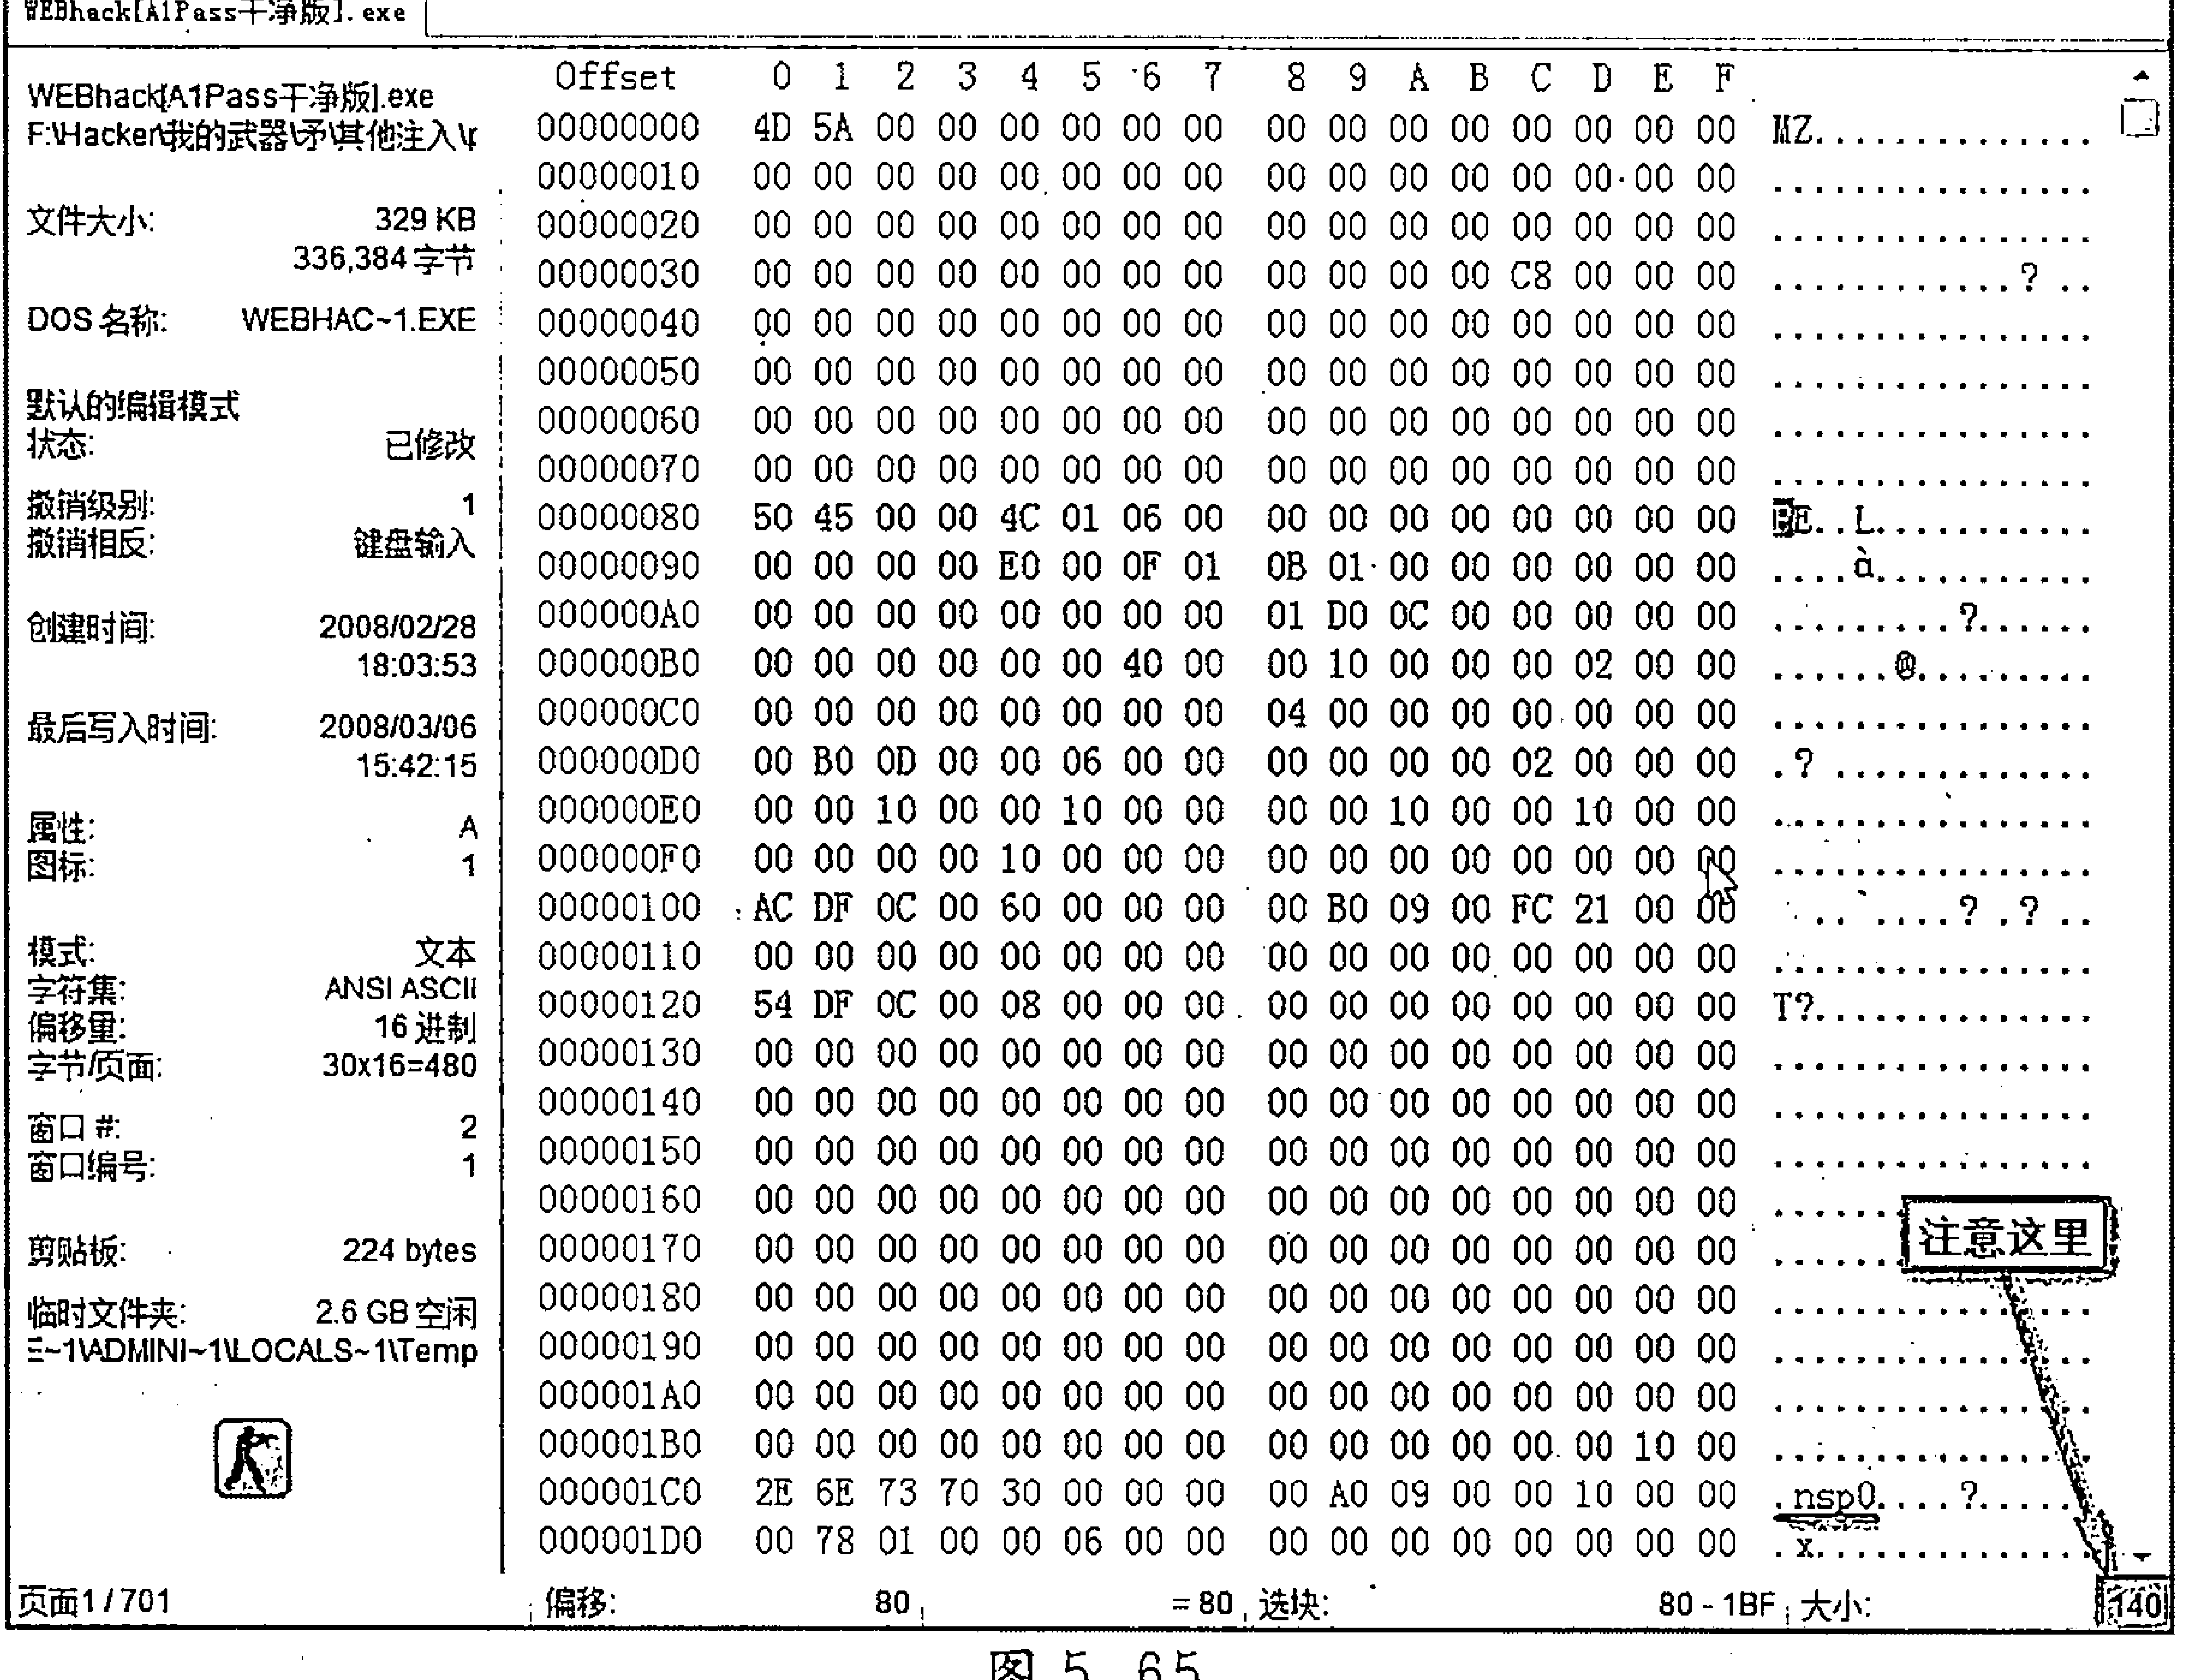 WEBhack[A1Pass干净版].exe
WEBhack[A1Pass干净版].exe
F:\Hacker\我的武器\矛\其他注入\
文件大小: 329 KB
336,384 字节
DOS 名称: WEBHAC~1.EXE
默认的编辑模式
状态: 已修改
撤销级别: 1
撤销相反: 键盘输入
创建时间: 2008/02/28
18:03:53
最后写入时间: 2008/03/06
15:42:15
属性: A
图标: 1
模式: 文本
字符集: ANSI ASCII
偏移量: 16 进制
字节/页面: 30x16=480
窗口 #: 2
窗口编号: 1
剪贴板: 224 bytes
临时文件夹: 2.6 GB 空闲
E~1\ADMINI~1\LOCALS~1\Temp
Offset 0 1 2 3 4 5 6 7 8 9 A B C D E F
00000000 4D 5A 00 00 00 00 00 00 00 00 00 00 00 00 00 00 MZ..............
00000010 00 00 00 00 00 00 00 00 00 00 00 00 00 00 00 00 ................
00000020 00 00 00 00 00 00 00 00 00 00 00 00 00 00 00 00 ................
00000030 00 00 00 00 00 00 00 00 00 00 00 00 C8 00 00 00 ............? ..
00000040 00 00 00 00 00 00 00 00 00 00 00 00 00 00 00 00 ................
00000050 00 00 00 00 00 00 00 00 00 00 00 00 00 00 00 00 ................
00000060 00 00 00 00 00 00 00 00 00 00 00 00 00 00 00 00 ................
00000070 00 00 00 00 00 00 00 00 00 00 00 00 00 00 00 00 ................
00000080 50 45 00 00 4C 01 06 00 00 00 00 00 00 00 00 00 PE..L...........
00000090 00 00 00 00 E0 00 0F 01 0B 01 00 00 00 00 00 00 ....à...........
000000A0 00 00 00 00 00 00 00 00 01 D0 0C 00 00 00 00 00 .........?......
000000B0 00 00 00 00 00 00 40 00 00 10 00 00 00 02 00 00 ......@.........
000000C0 00 00 00 00 00 00 00 00 04 00 00 00 00 00 00 00 ................
000000D0 00 B0 0D 00 00 06 00 00 00 00 00 00 02 00 00 00 .? .............
000000E0 00 00 10 00 00 10 00 00 00 00 10 00 00 10 00 00 ................
000000F0 00 00 00 00 10 00 00 00 00 00 00 00 00 00 00 00 ................
00000100 AC DF 0C 00 60 00 00 00 00 B0 09 00 FC 21 00 00 ..`....? .? ..
00000110 00 00 00 00 00 00 00 00 00 00 00 00 00 00 00 00 ................
00000120 54 DF 0C 00 08 00 00 00 00 00 00 00 00 00 00 00 T?..............
00000130 00 00 00 00 00 00 00 00 00 00 00 00 00 00 00 00 ................
00000140 00 00 00 00 00 00 00 00 00 00 00 00 00 00 00 00 ................
00000150 00 00 00 00 00 00 00 00 00 00 00 00 00 00 00 00 ................
00000160 00 00 00 00 00 00 00 00 00 00 00 00 00 00 00 00 ......
注意这里
00000170 00 00 00 00 00 00 00 00 00 00 00 00 00 00 00 00 ......
00000180 00 00 00 00 00 00 00 00 00 00 00 00 00 00 00 00 ................
00000190 00 00 00 00 00 00 00 00 00 00 00 00 00 00 00 00 ................
000001A0 00 00 00 00 00 00 00 00 00 00 00 00 00 00 00 00 ................
000001B0 00 00 00 00 00 00 00 00 00 00 00 00 00 00 10 00 ................
000001C0 2E 6E 73 70 30 00 00 00 00 A0 09 00 00 10 00 00 .nsp0....?.....
000001D0 00 78 01 00 00 06 00 00 00 00 00 00 00 00 00 00 .x..............
页面1 / 701 偏移: 80 = 80 选块: 80 - 1BF 大小: 140
图 5 65